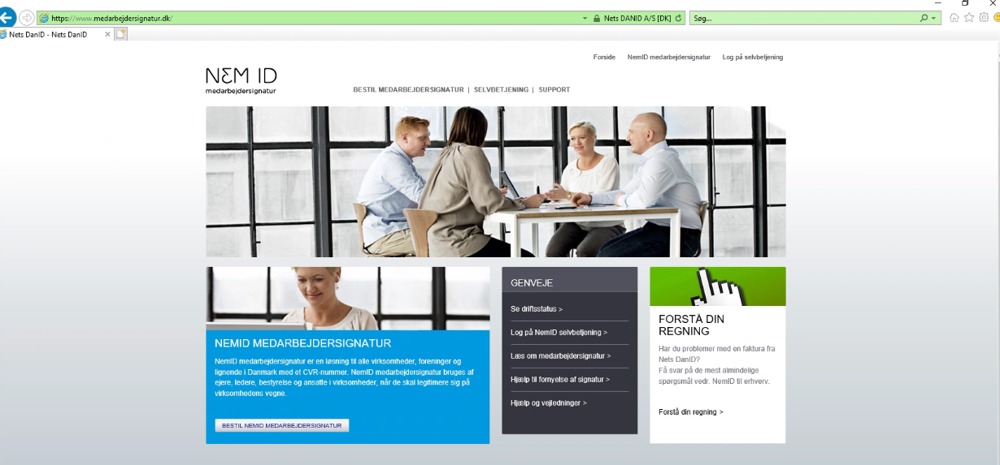 https://www.medarbejdersignatur.dk/
Nets DANID A/S [DK]
Søg...
Nets DanID - Nets DanID
Forside NemID medarbejdersignatur Log på selvbetjening
NEM ID
medarbejdersignatur
BESTIL MEDARBEJDERSIGNATUR | SELVBETJENING | SUPPORT
NEMID MEDARBEJDERSIGNATUR
NemID medarbejdersignatur er en løsning til alle virksomheder, foreninger og
lignende i Danmark med et CVR-nummer. NemID medarbejdersignatur bruges af
ejere, ledere, bestyrelse og ansatte i virksomheder, når de skal legitimere sig på
virksomhedens vegne.
BESTIL NEMID MEDARBEJDERSIGNATUR
GENVEJE
Se driftsstatus >
Log på NemID selvbetjening >
Læs om medarbejdersignatur >
Hjælp til fornyelse af signatur >
Hjælp og vejledninger >
FORSTÅ DIN
REGNING
Har du problemer med en faktura fra
Nets DanID?
Få svar på de mest almindelige
spørgsmål vedr. NemID til erhverv.
Forstå din regning >